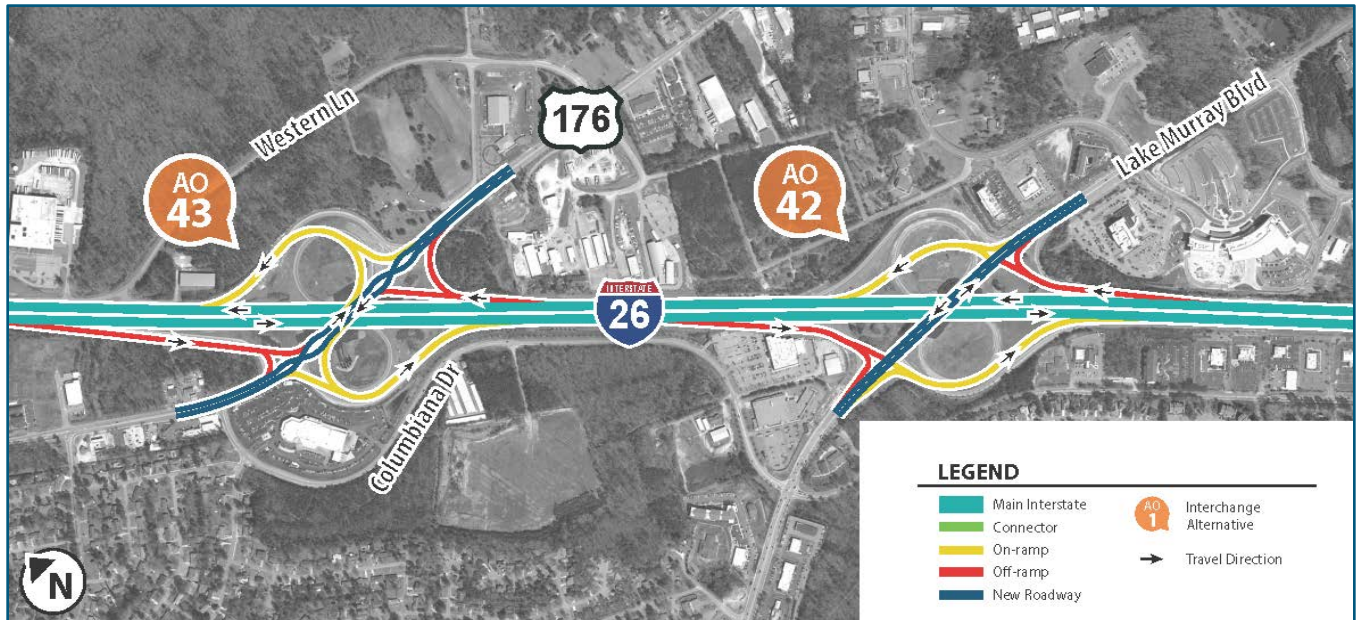 Western Ln
176
Lake Murray Blvd
AO
43
AO
42
INTERSTATE
26
Columbiana Dr
LEGEND
Main Interstate
Connector
On-ramp
Off-ramp
New Roadway
AO
1
Interchange
Alternative
Travel Direction
N